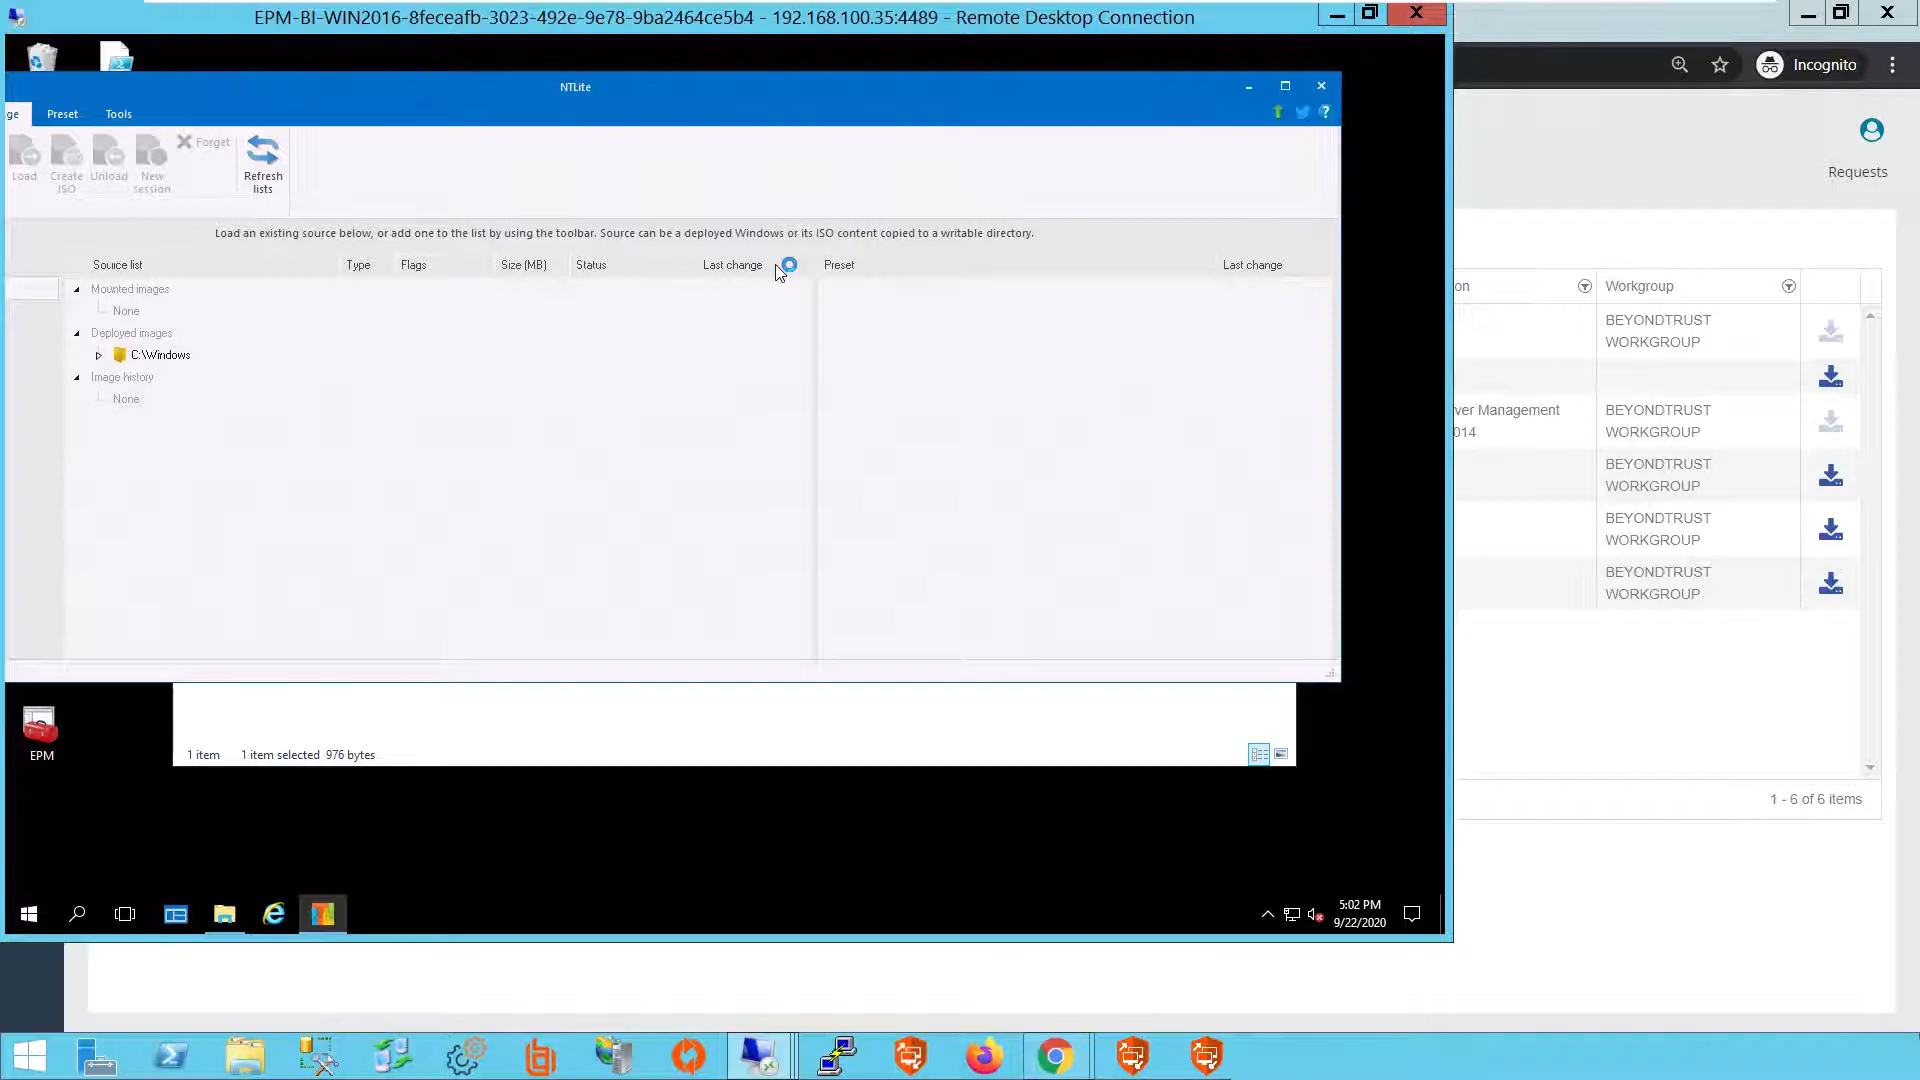 EPM-BI-WIN2016-8feceafb-3023-492e-9e78-9ba2464ce5b4 - 192.168.100.35:4489 - Remote Desktop Connection
Incognito
NTLite
ge Preset Tools
Load
Create ISO
Unload
New session
Forget
Refresh lists
Requests
Load an existing source below, or add one to the list by using the toolbar. Source can be a deployed Windows or its ISO content copied to a writable directory.
Source list Type Flags Size (MB) Status Last change Preset Last change
Mounted images
None
Deployed images
C:\Windows
Image history
None
on Workgroup
BEYONDTRUST
WORKGROUP
ver Management
014
BEYONDTRUST
WORKGROUP
BEYONDTRUST
WORKGROUP
BEYONDTRUST
WORKGROUP
BEYONDTRUST
WORKGROUP
1 - 6 of 6 items
EPM
1 item 1 item selected 976 bytes
5:02 PM
9/22/2020